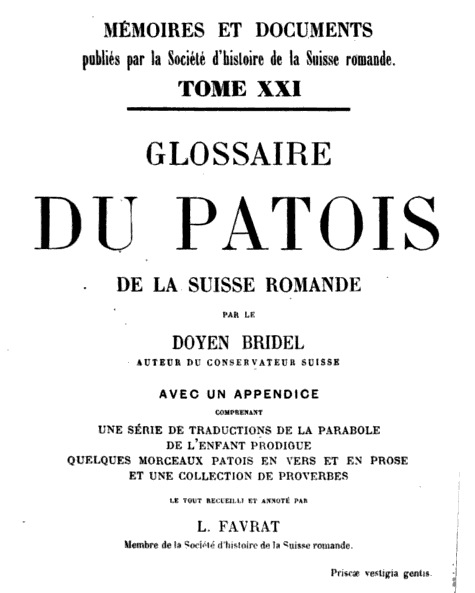 MÉMOIRES ET DOCUMENTS
publiés par la Société d'histoire de la Suisse romande.
TOME XXI
GLOSSAIRE
DU PATOIS
DE LA SUISSE ROMANDE
PAR LE
DOYEN BRIDEL
AUTEUR DU CONSERVATEUR SUISSE
AVEC UN APPENDICE
COMPRENANT
UNE SÉRIE DE TRADUCTIONS DE LA PARABOLE
DE L'ENFANT PRODIGUE
QUELQUES MORCEAUX PATOIS EN VERS ET EN PROSE
ET UNE COLLECTION DE PROVERBES
LE TOUT RECUEILLI ET ANNOTÉ PAR
L. FAVRAT
Membre de la Société d'histoire de la Suisse romande.
Priscæ vestigia gentis.